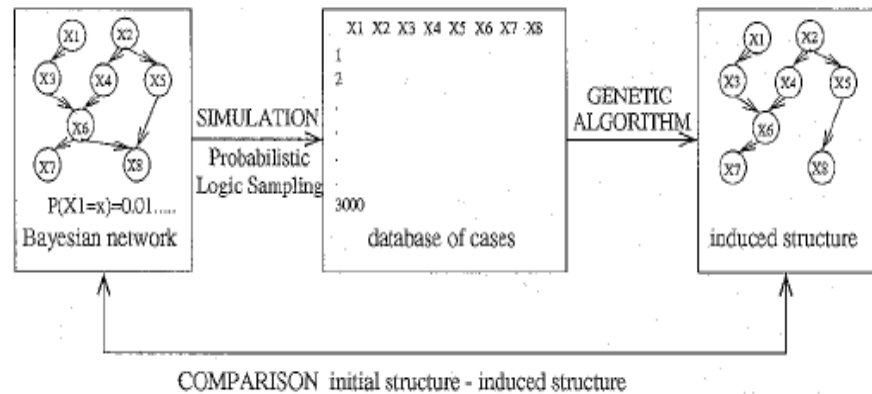 X1 X2
X3 X4 X5
X6
X7 X8
P(X1=x)=0.01.....
Bayesian network
SIMULATION
Probabilistic
Logic Sampling
X1 X2 X3 X4 X5 X6 X7 X8
1
2
3000
database of cases
GENETIC
ALGORITHM
X1 X2
X3 X4 X5
X6
X7 X8
induced structure
COMPARISON initial structure - induced structure